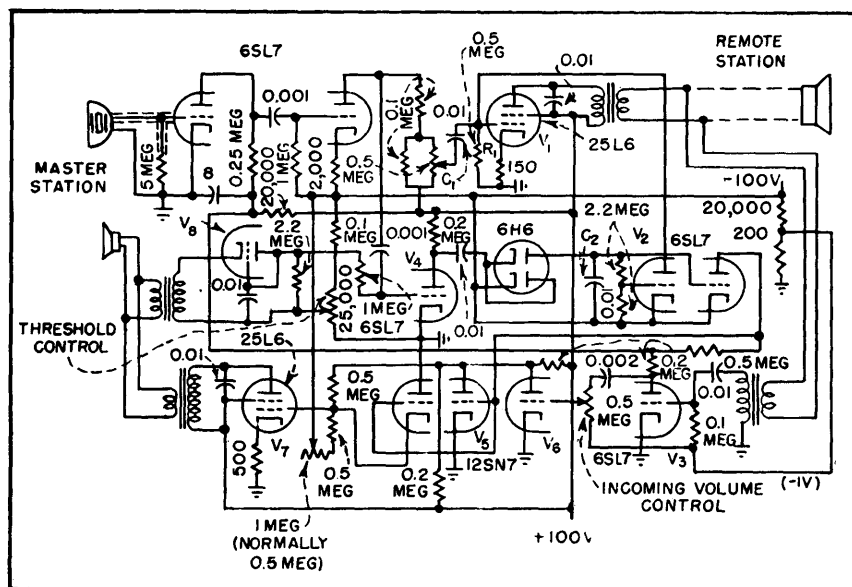 6SL7
0.5
MEG
0.01
REMOTE
STATION
0.001
0.1
MEG
0.01
V1
25L6
MASTER
STATION
5 MEG
8
0.25 MEG
20,000
1 MEG
2,000
0.5
MEG
C1
R1
150
-100V
20,000
200
V8
2.2
MEG
0.1
MEG
0.001
0.2
MEG
6H6
2.2MEG
C2
V2
6SL7
0.01
V4
0.01
25,000
1 MEG
6SL7
0.01
THRESHOLD
CONTROL
25L6
0.01
0.5
MEG
0.002
0.2
MEG
0.5MEG
0.01
V7
500
0.5
MEG
V5
12SN7
0.2
MEG
V6
0.5
MEG
6SL7
V3
0.1
MEG
INCOMING VOLUME
CONTROL
(-1V)
1 MEG
(NORMALLY
0.5 MEG)
+100V